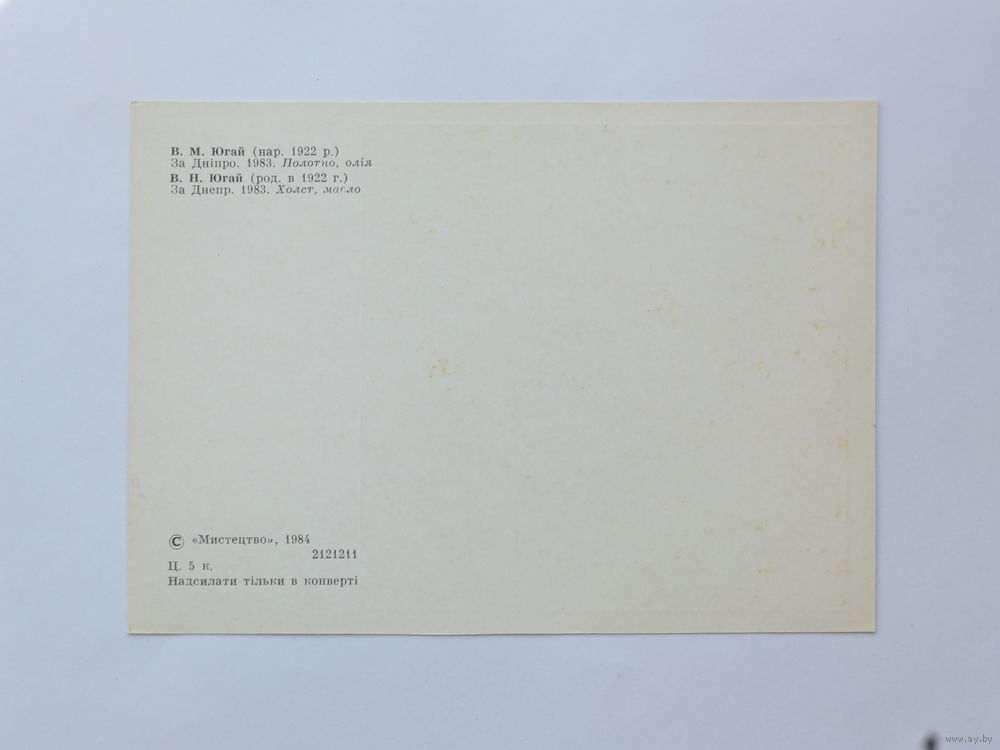 В. М. Югай (нар. 1922 р.)
За Дніпро. 1983. Полотно, олія
В. Н. Югай (род. в 1922 г.)
За Днепр. 1983. Холст, масло
© «Мистецтво», 1984
2121211
Ц. 5 к.
Надсилати тільки в конверті
www.ay.by